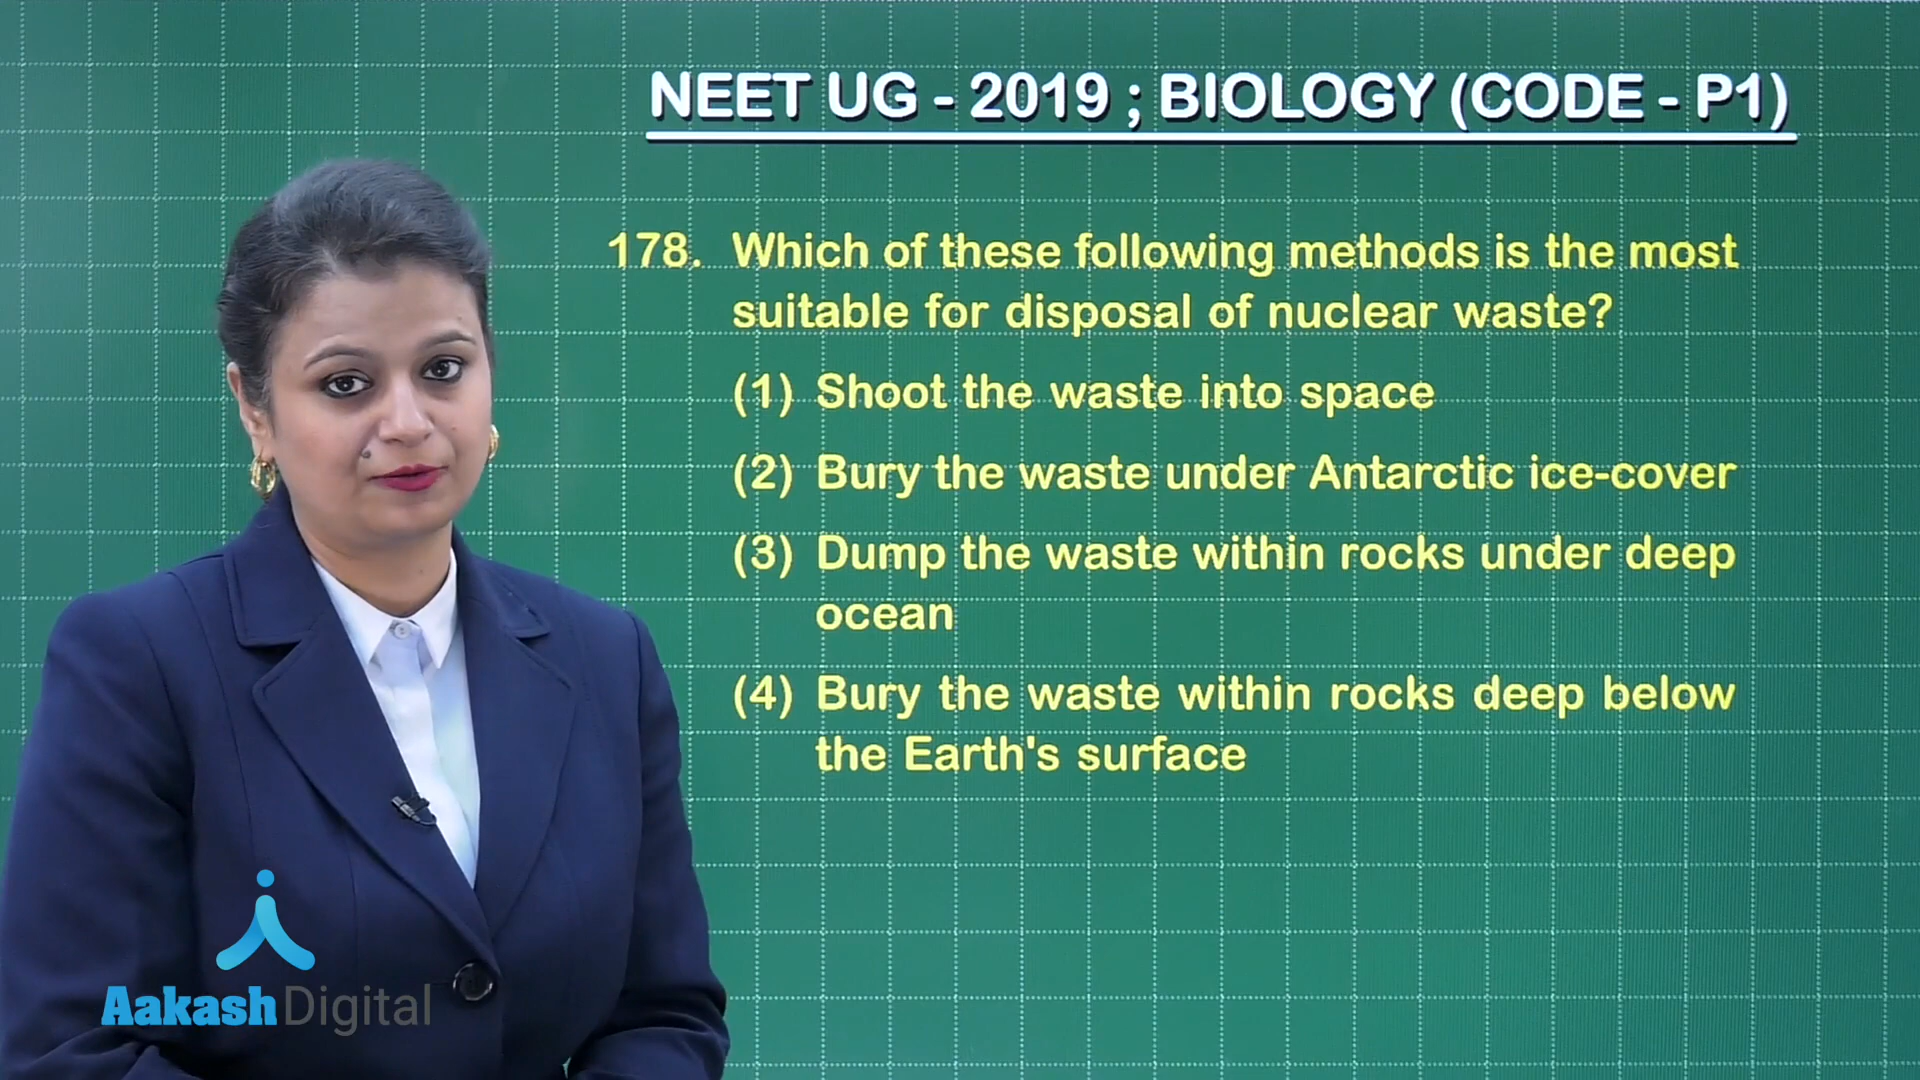 NEET UG - 2019 ; BIOLOGY (CODE - P1)
178. Which of these following methods is the most
suitable for disposal of nuclear waste?
(1) Shoot the waste into space
(2) Bury the waste under Antarctic ice-cover
(3) Dump the waste within rocks under deep
ocean
(4) Bury the waste within rocks deep below
the Earth's surface
Aakash Digital